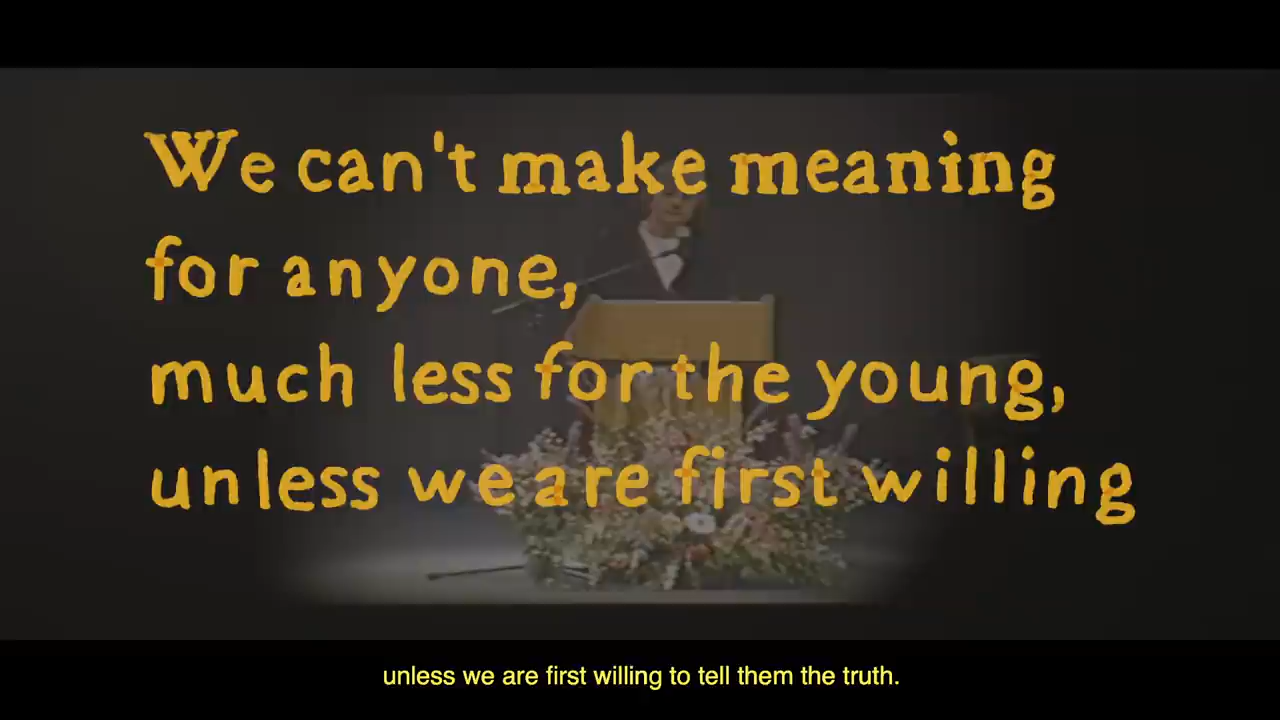 We can't make meaning
for anyone,
much less for the young,
unless we are first willing
unless we are first willing to tell them the truth.